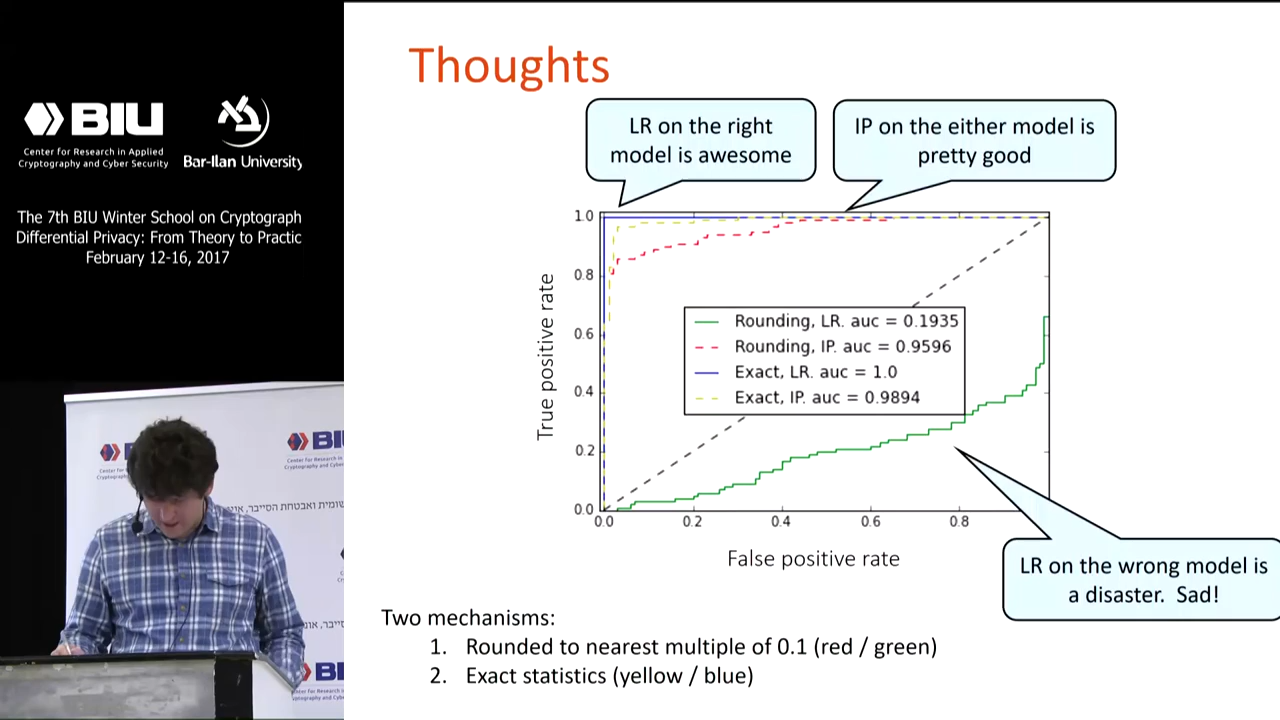 BIU
Center for Research in Applied
Cryptography and Cyber Security
Bar-Ilan University
The 7th BIU Winter School on Cryptograph
Differential Privacy: From Theory to Practic
February 12-16, 2017
Thoughts
LR on the right
model is awesome
IP on the either model is
pretty good
1.0
0.8
0.6
0.4
0.2
0.0
0.0 0.2 0.4 0.6 0.8
True positive rate
False positive rate
Rounding, LR. auc = 0.1935
Rounding, IP. auc = 0.9596
Exact, LR. auc = 1.0
Exact, IP. auc = 0.9894
LR on the wrong model is
a disaster. Sad!
Two mechanisms:
1. Rounded to nearest multiple of 0.1 (red / green)
2. Exact statistics (yellow / blue)
BI
Center for Research in
BI